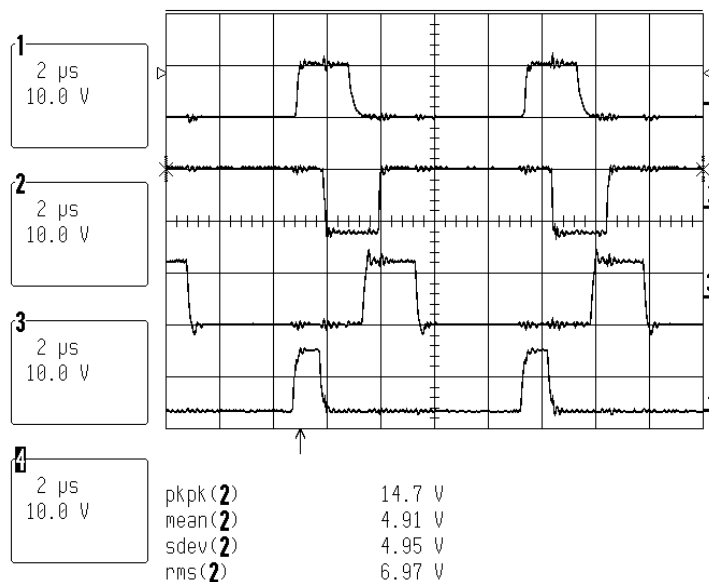 1
2 µs
10.0 V
2
2 µs
10.0 V
3
2 µs
10.0 V
4
2 µs
10.0 V
pkpk(2) 14.7 V
mean(2) 4.91 V
sdev(2) 4.95 V
rms(2) 6.97 V